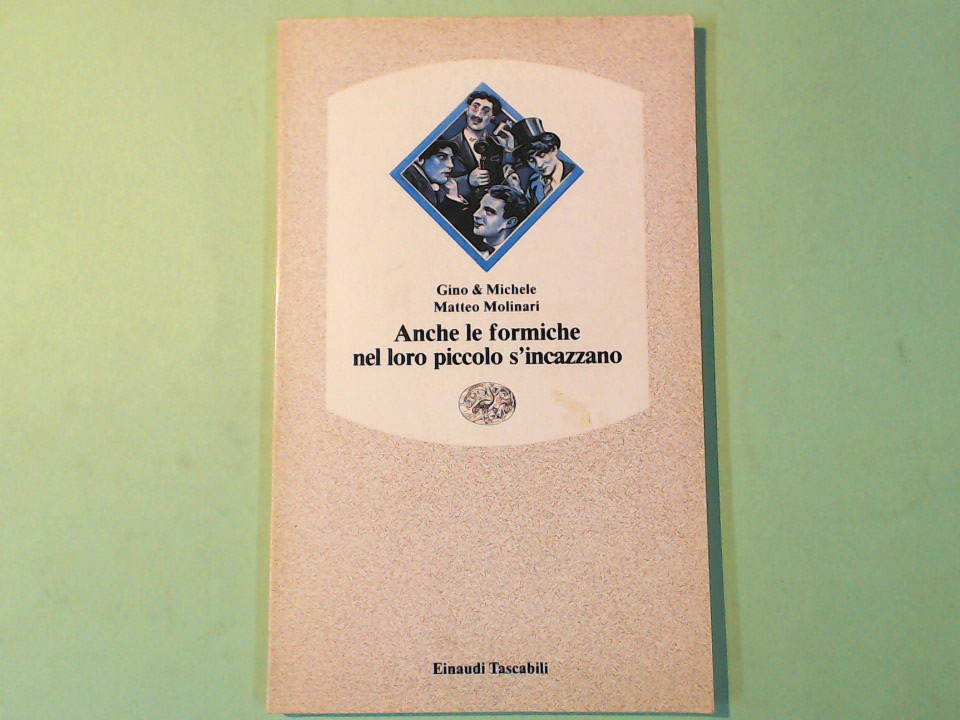 Gino & Michele
Matteo Molinari
Anche le formiche
nel loro piccolo s'incazzano
Einaudi Tascabili